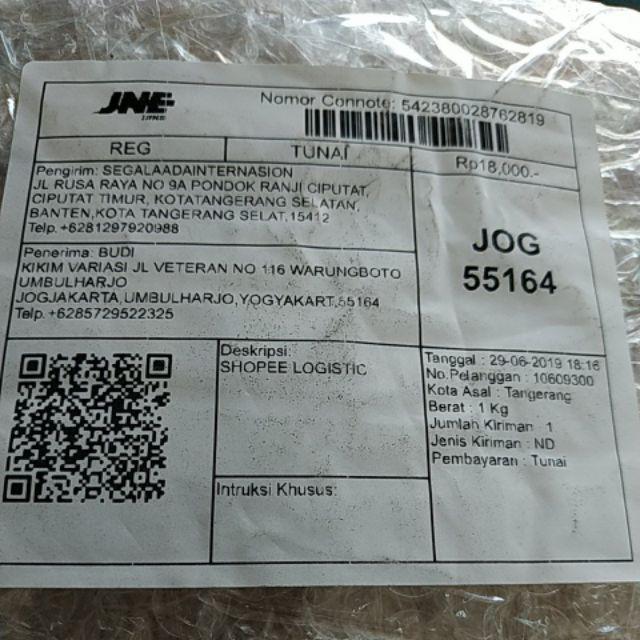 JNE
Nomor Connote: 542380028762819
REG
TUNAI
Rp18,000.-
Pengirim: SEGALAADAINTERNASION
JL RUSA RAYA NO 9A PONDOK RANJI CIPUTAT
CIPUTAT TIMUR, KOTATANGERANG SELATAN
BANTEN,KOTA TANGERANG SELAT,15412
Telp. +6281297920988
JOG
55164
Penerima: BUDI
KIKIM VARIASI JL VETERAN NO 116 WARUNGBOTO
UMBULHARJO
JOGJAKARTA, UMBULHARJO, YOGYAKART,55164
Telp. +6285729522325
Deskripsi:
SHOPEE LOGISTIC
Intruksi Khusus:
Tanggal : 29-06-2019 18:16
No.Pelanggan : 10609300
Kota Asal : Tangerang
Berat : 1 Kg
Jumlah Kiriman : 1
Jenis Kiriman : ND
Pembayaran : Tunai